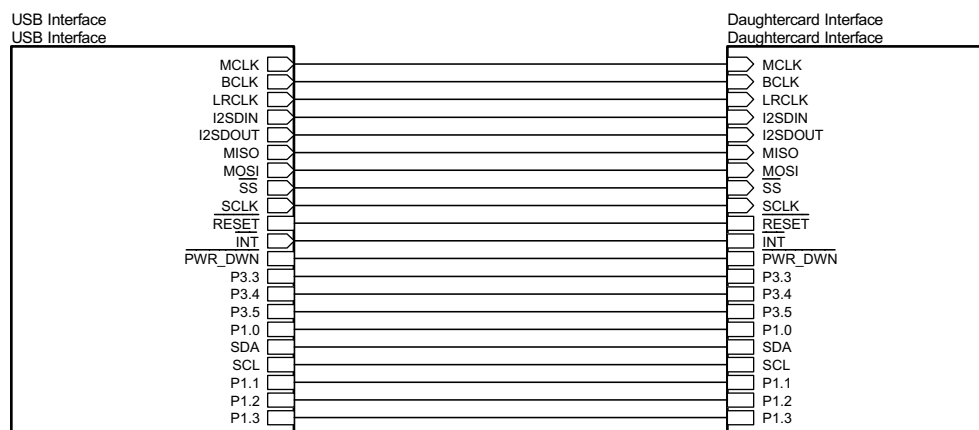 USB Interface
USB Interface
MCLK
BCLK
LRCLK
I2SDIN
I2SDOUT
MISO
MOSI
SS
SCLK
RESET
INT
PWR_DWN
P3.3
P3.4
P3.5
P1.0
SDA
SCL
P1.1
P1.2
P1.3
Daughtercard Interface
Daughtercard Interface
MCLK
BCLK
LRCLK
I2SDIN
I2SDOUT
MISO
MOSI
SS
SCLK
RESET
INT
PWR_DWN
P3.3
P3.4
P3.5
P1.0
SDA
SCL
P1.1
P1.2
P1.3